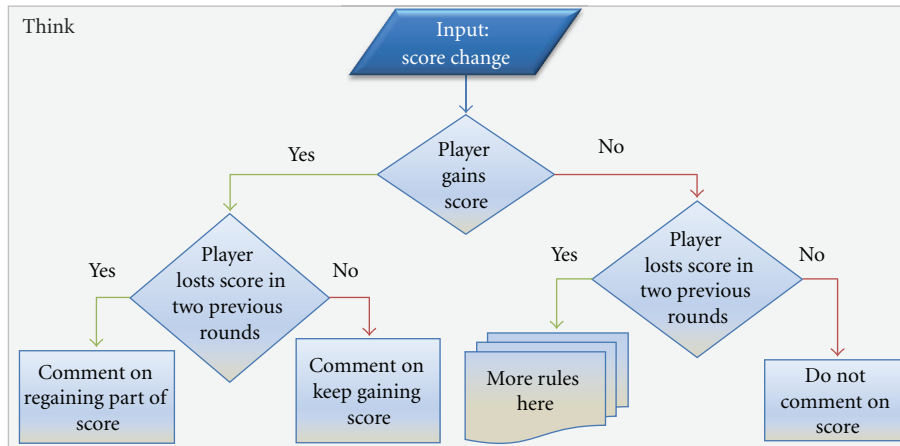 Think
Input:
score change
Player
gains
score
Yes
No
Player
losts score in
two previous
rounds
Yes
No
Player
losts score in
two previous
rounds
Yes
No
Comment on
regaining part of
score
Comment on
keep gaining
score
More rules
here
Do not
comment on
score